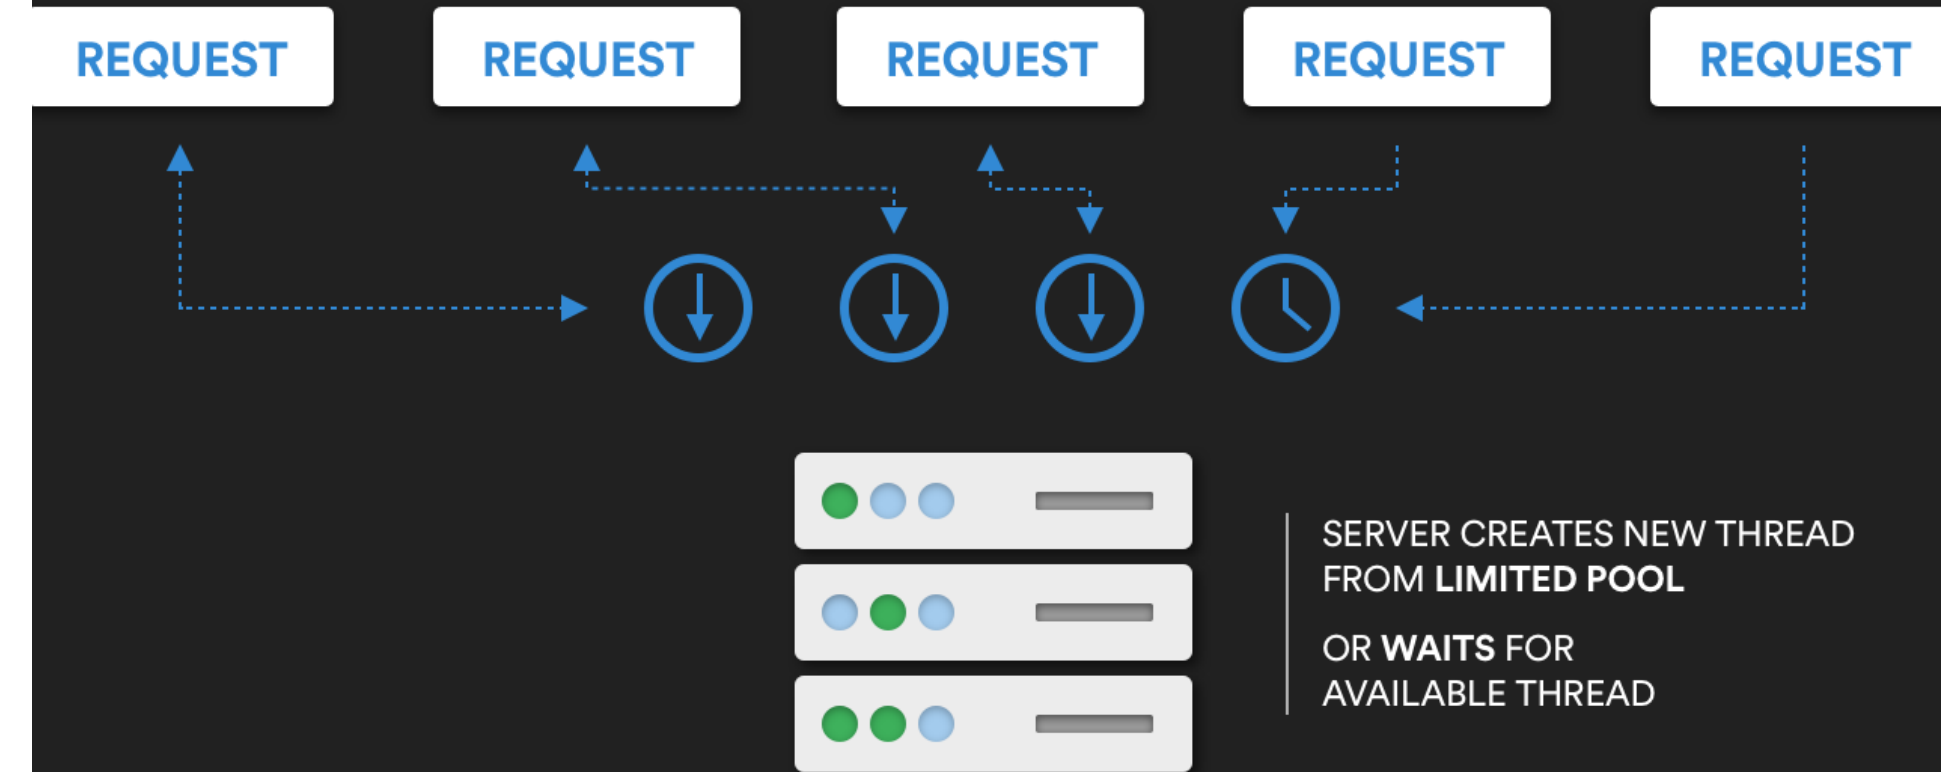 REQUEST
REQUEST
REQUEST
REQUEST
REQUEST
SERVER CREATES NEW THREAD
FROM LIMITED POOL
OR WAITS FOR
AVAILABLE THREAD